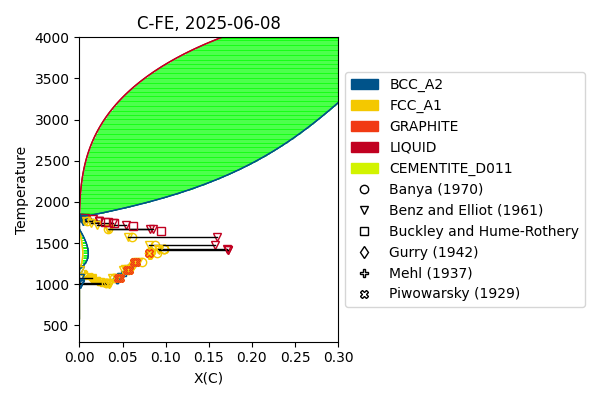 C-FE, 2025-06-08
4000
3500
3000
2500
2000
1500
1000
500
Temperature
0.00 0.05 0.10 0.15 0.20 0.25 0.30
X(C)
BCC_A2
FCC_A1
GRAPHITE
LIQUID
CEMENTITE_D011
Banya (1970)
Benz and Elliot (1961)
Buckley and Hume-Rothery
Gurry (1942)
Mehl (1937)
Piwowarsky (1929)